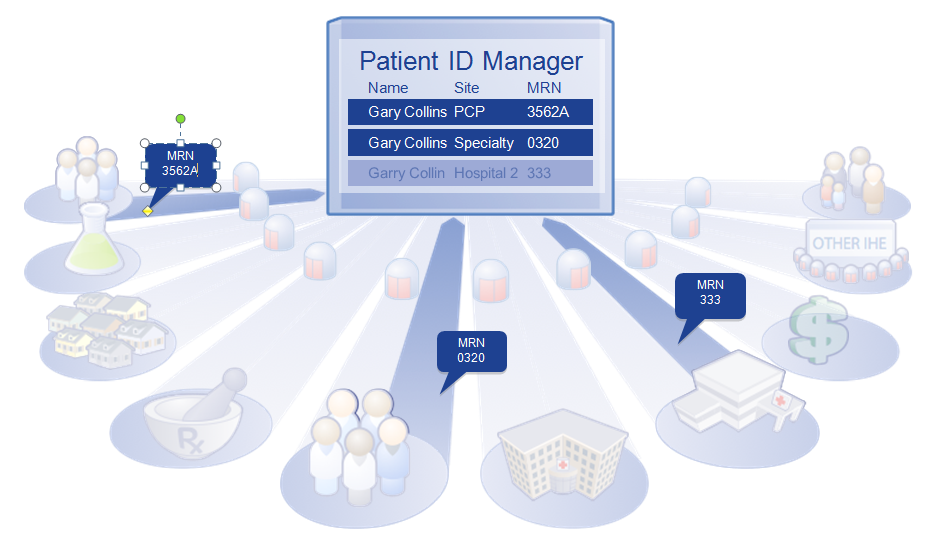 Patient ID Manager
Name Site MRN
Gary Collins PCP 3562A
Gary Collins Specialty 0320
Garry Collin Hospital 2 333
MRN
3562A
OTHER IHE
MRN
333
MRN
0320
Rx